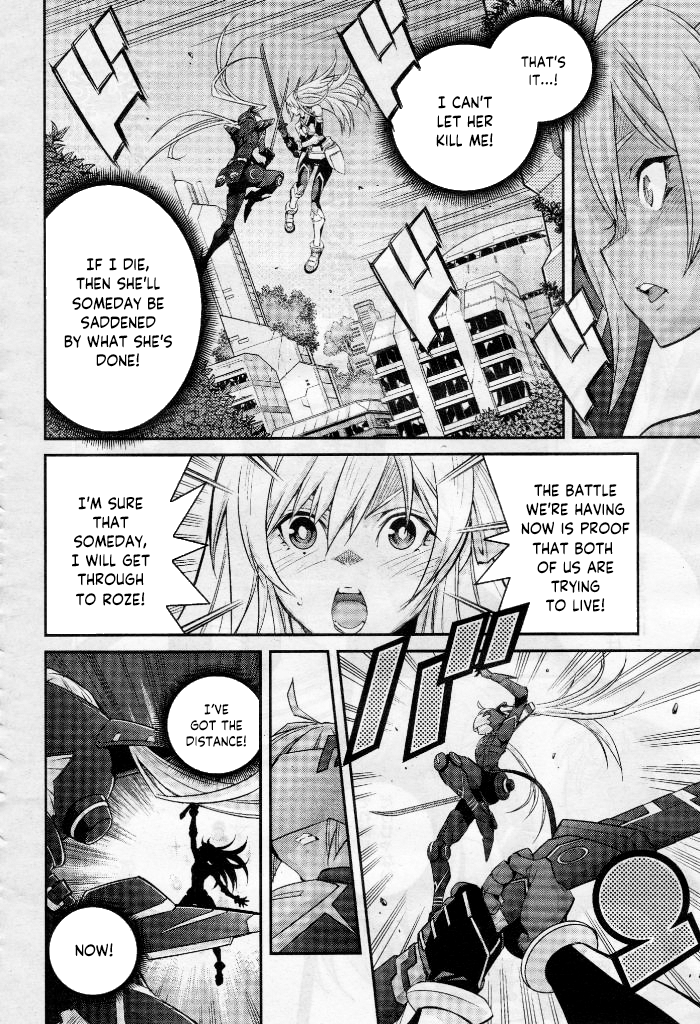 THAT'S
IT...!
I CAN'T
LET HER
KILL ME!
IF I DIE,
THEN SHE'LL
SOMEDAY BE
SADDENED
BY WHAT SHE'S
DONE!
THE BATTLE
WE'RE HAVING
NOW IS PROOF
THAT BOTH
OF US ARE
TRYING
TO LIVE!
I'M SURE
THAT
SOMEDAY,
I WILL GET
THROUGH
TO ROZE!
I'VE
GOT THE
DISTANCE!
NOW!